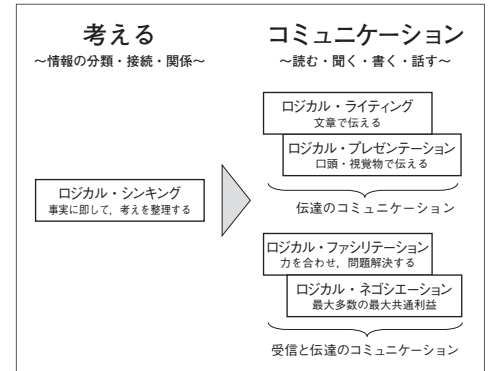 考える
~情報の分類・接続・関係~
ロジカル・シンキング
事実に即して，考えを整理する
コミュニケーション
~読む・聞く・書く・話す~
ロジカル・ライティング
文章で伝える
ロジカル・プレゼンテーション
口頭・視覚物で伝える
伝達のコミュニケーション
ロジカル・ファシリテーション
力を合わせ，問題解決する
ロジカル・ネゴシエーション
最大多数の最大共通利益
受信と伝達のコミュニケーション